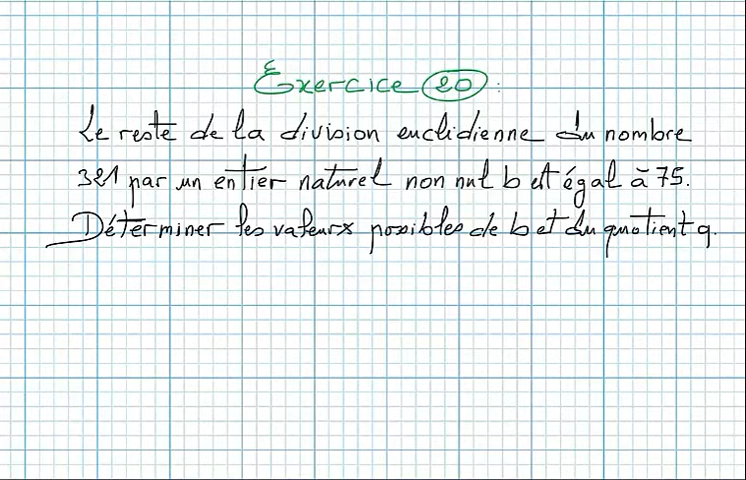 Exercice 20 :
Le reste de la division euclidienne du nombre
321 par un entier naturel non nul b est égal à 75.
Déterminer les valeurs possibles de b et du quotient q.